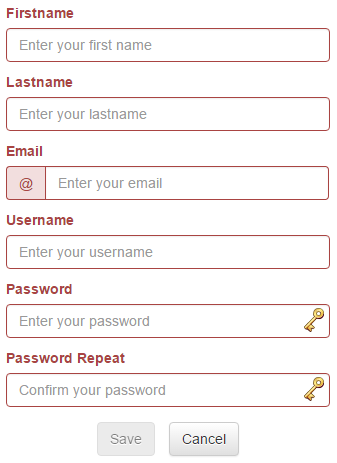 Firstname
Enter your first name
Lastname
Enter your lastname
Email
@ Enter your email
Username
Enter your username
Password
Enter your password
Password Repeat
Confirm your password
Save Cancel